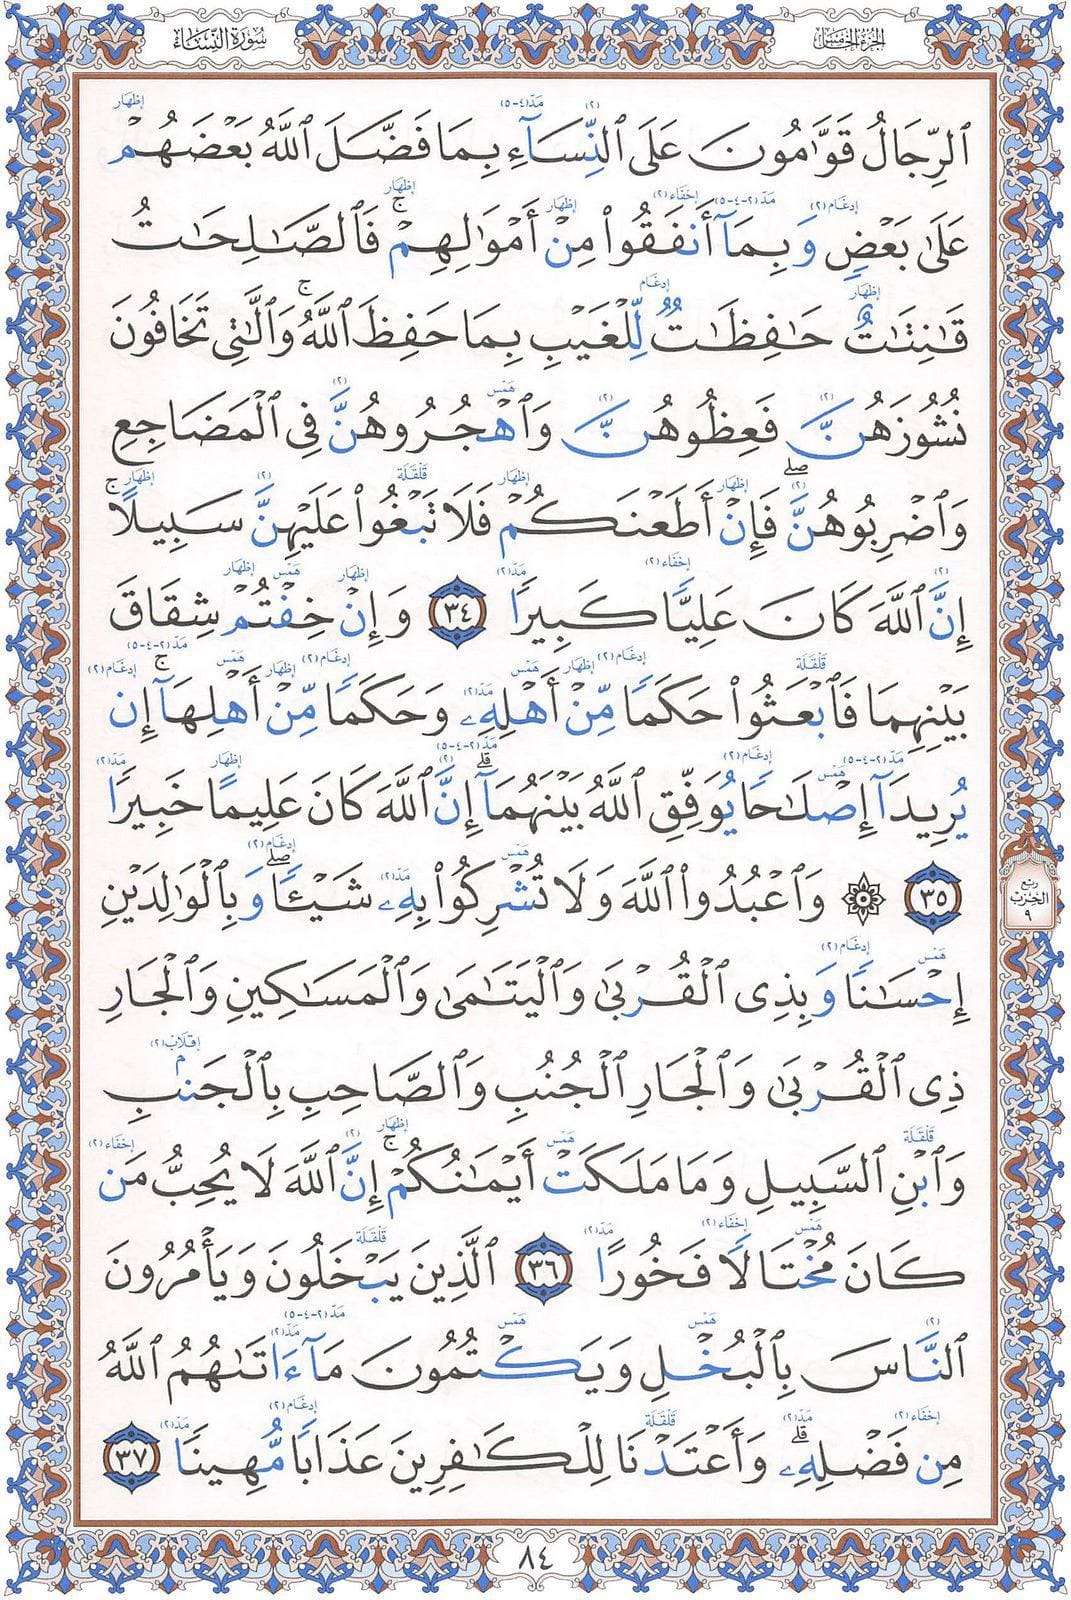 الجزء الخامس
سورة النساء
ٱلرِّجَالُ قَوَّٰمُونَ عَلَى ٱلنِّسَآءِ بِمَا فَضَّلَ ٱللَّهُ بَعْضَهُمْ
عَلَىٰ بَعْضٍ وَبِمَآ أَنفَقُوا۟ مِنْ أَمْوَٰلِهِمْ ۚ فَٱلصَّـٰلِحَـٰتُ
قَـٰنِتَـٰتٌ حَـٰفِظَـٰتٌ لِّلْغَيْبِ بِمَا حَفِظَ ٱللَّهُ ۚ وَٱلَّـٰتِى تَخَافُونَ
نُشُوزَهُنَّ فَعِظُوهُنَّ وَٱهْجُرُوهُنَّ فِى ٱلْمَضَاجِعِ
وَٱضْرِبُوهُنَّ ۖ فَإِنْ أَطَعْنَكُمْ فَلَا تَبْغُوا۟ عَلَيْهِنَّ سَبِيلًا ۗ
إِنَّ ٱللَّهَ كَانَ عَلِيًّا كَبِيرًا ٣٤ وَإِنْ خِفْتُمْ شِقَاقَ
بَيْنِهِمَا فَٱبْعَثُوا۟ حَكَمًا مِّنْ أَهْلِهِۦ وَحَكَمًا مِّنْ أَهْلِهَآ ۚ إِن
يُرِيدَآ إِصْلَـٰحًا يُوَفِّقِ ٱللَّهُ بَيْنَهُمَآ ۗ إِنَّ ٱللَّهَ كَانَ عَلِيمًا خَبِيرًا
٣٥ ۞ وَٱعْبُدُوا۟ ٱللَّهَ وَلَا تُشْرِكُوا۟ بِهِۦ شَيْـًٔا ۖ وَبِٱلْوَٰلِدَيْنِ
إِحْسَـٰنًا وَبِذِى ٱلْقُرْبَىٰ وَٱلْيَتَـٰمَىٰ وَٱلْمَسَـٰكِينِ وَٱلْجَارِ
ذِى ٱلْقُرْبَىٰ وَٱلْجَارِ ٱلْجُنُبِ وَٱلصَّاحِبِ بِٱلْجَنۢبِ
وَٱبْنِ ٱلسَّبِيلِ وَمَا مَلَكَتْ أَيْمَـٰنُكُمْ ۚ إِنَّ ٱللَّهَ لَا يُحِبُّ مَن
كَانَ مُخْتَالًا فَخُورًا ٣٦ ٱلَّذِينَ يَبْخَلُونَ وَيَأْمُرُونَ
ٱلنَّاسَ بِٱلْبُخْلِ وَيَكْتُمُونَ مَآ ءَاتَىٰهُمُ ٱللَّهُ
مِن فَضْلِهِۦ ۗ وَأَعْتَدْنَا لِلْكَـٰفِرِينَ عَذَابًا مُّهِينًا ٣٧
ربع
الحزب
٩
٨٤